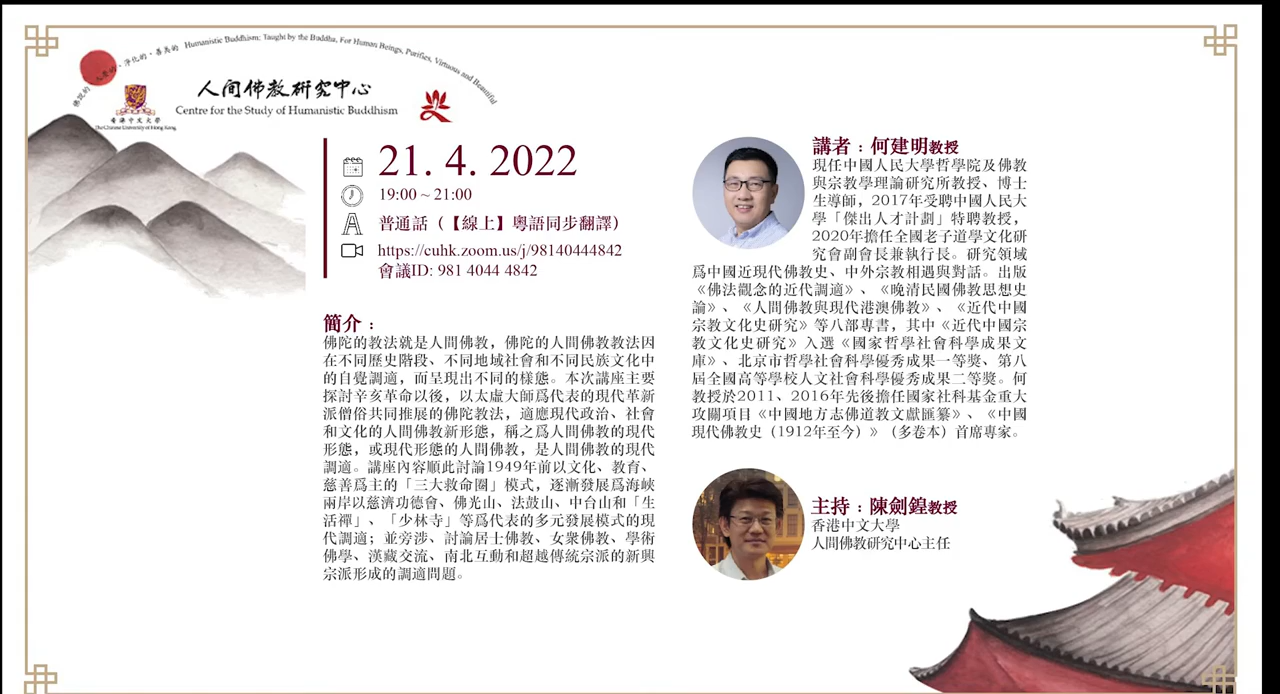 佛說的、人要的、淨化的、善美的 Humanistic Buddhism: Taught by the Buddha, For Human Beings, Purifies, Virtuous and Beautiful
人间佛教研究中心
Centre for the Study of Humanistic Buddhism
香港中文大學
The Chinese University of Hong Kong
21. 4. 2022
19:00 ~ 21:00
普通話（【線上】粵語同步翻譯）
https://cuhk.zoom.us/j/98140444842
會議ID: 981 4044 4842
簡介：
佛陀的教法就是人間佛教，佛陀的人間佛教教法因
在不同歷史階段、不同地域社會和不同民族文化中
的自覺調適，而呈現出不同的樣態。本次講座主要
探討辛亥革命以後，以太虛大師爲代表的現代革新
派僧俗共同推展的佛陀教法，適應現代政治、社會
和文化的人間佛教新形態，稱之爲人間佛教的現代
形態，或現代形態的人間佛教，是人間佛教的現代
調適。講座內容順此討論1949年前以文化、教育、
慈善爲主的「三大救命圈」模式，逐漸發展爲海峽
兩岸以慈濟功德會、佛光山、法鼓山、中台山和「生
活禪」、「少林寺」等爲代表的多元發展模式的現
代調適；並旁涉、討論居士佛教、女衆佛教、學術
佛學、漢藏交流、南北互動和超越傳統宗派的新興
宗派形成的調適問題。
講者：何建明教授
現任中國人民大學哲學院及佛教
與宗教學理論研究所教授、博士
生導師，2017年受聘中國人民大
學「傑出人才計劃」特聘教授，
2020年擔任全國老子道學文化研
究會副會長兼執行長。研究領域
爲中國近現代佛教史、中外宗教相遇與對話。出版
《佛法觀念的近代調適》、《晚清民國佛教思想史
論》、《人間佛教與現代港澳佛教》、《近代中國
宗教文化史研究》等八部專書，其中《近代中國宗
教文化史研究》入選《國家哲學社會科學成果文
庫》、北京市哲學社會科學優秀成果一等獎、第八
屆全國高等學校人文社會科學優秀成果二等獎。何
教授於2011、2016年先後擔任國家社科基金重大
攻關項目《中國地方志佛道教文獻匯纂》、《中國
現代佛教史（1912年至今）》（多卷本）首席專家。
主持：陳劍鍠教授
香港中文大學
人間佛教研究中心主任